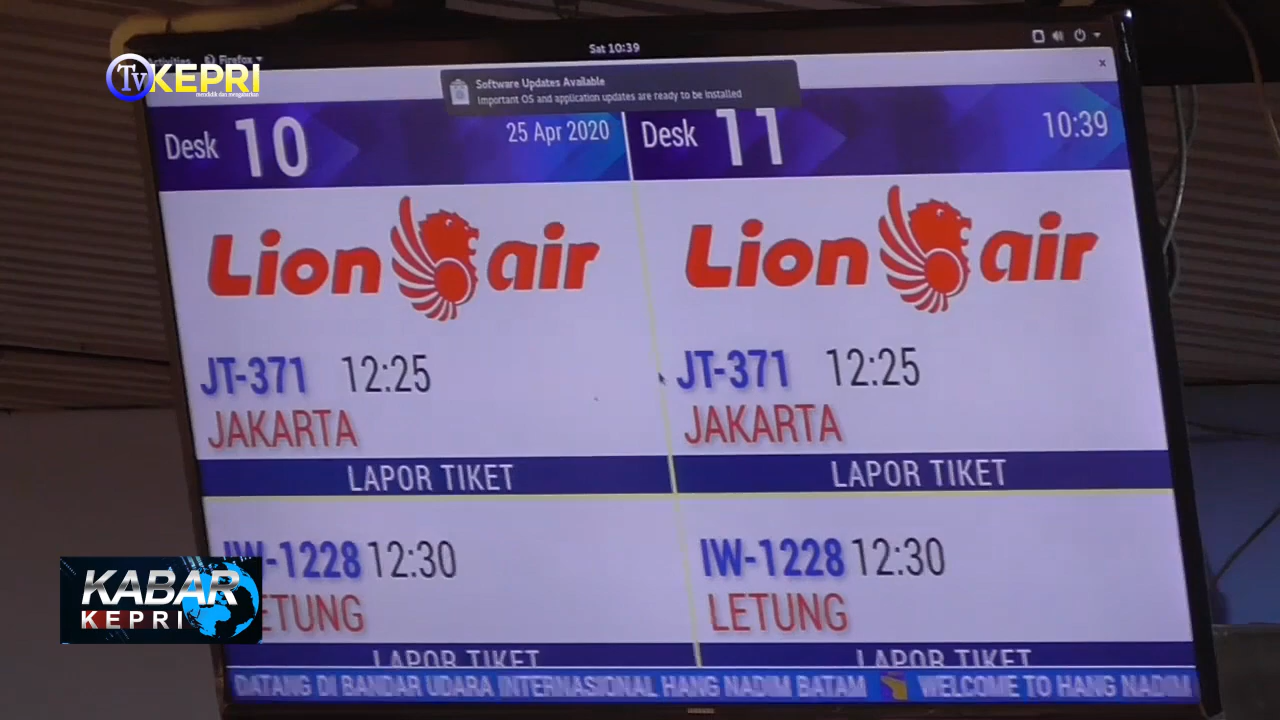 Sat 10:39
Activities Firefox
Tv KEPRI
Software Updates Available
Important OS and application updates are ready to be installed
Desk 10 25 Apr 2020
Desk 11 10:39
Lion air
Lion air
JT-371 12:25
JAKARTA
LAPOR TIKET
JT-371 12:25
JAKARTA
LAPOR TIKET
IW-1228 12:30
LETUNG
LAPOR TIKET
IW-1228 12:30
LETUNG
LAPOR TIKET
KABAR
KEPRI
DATANG DI BANDAR UDARA INTERNASIONAL HANG NADIM BATAM WELCOME TO HANG NADIM